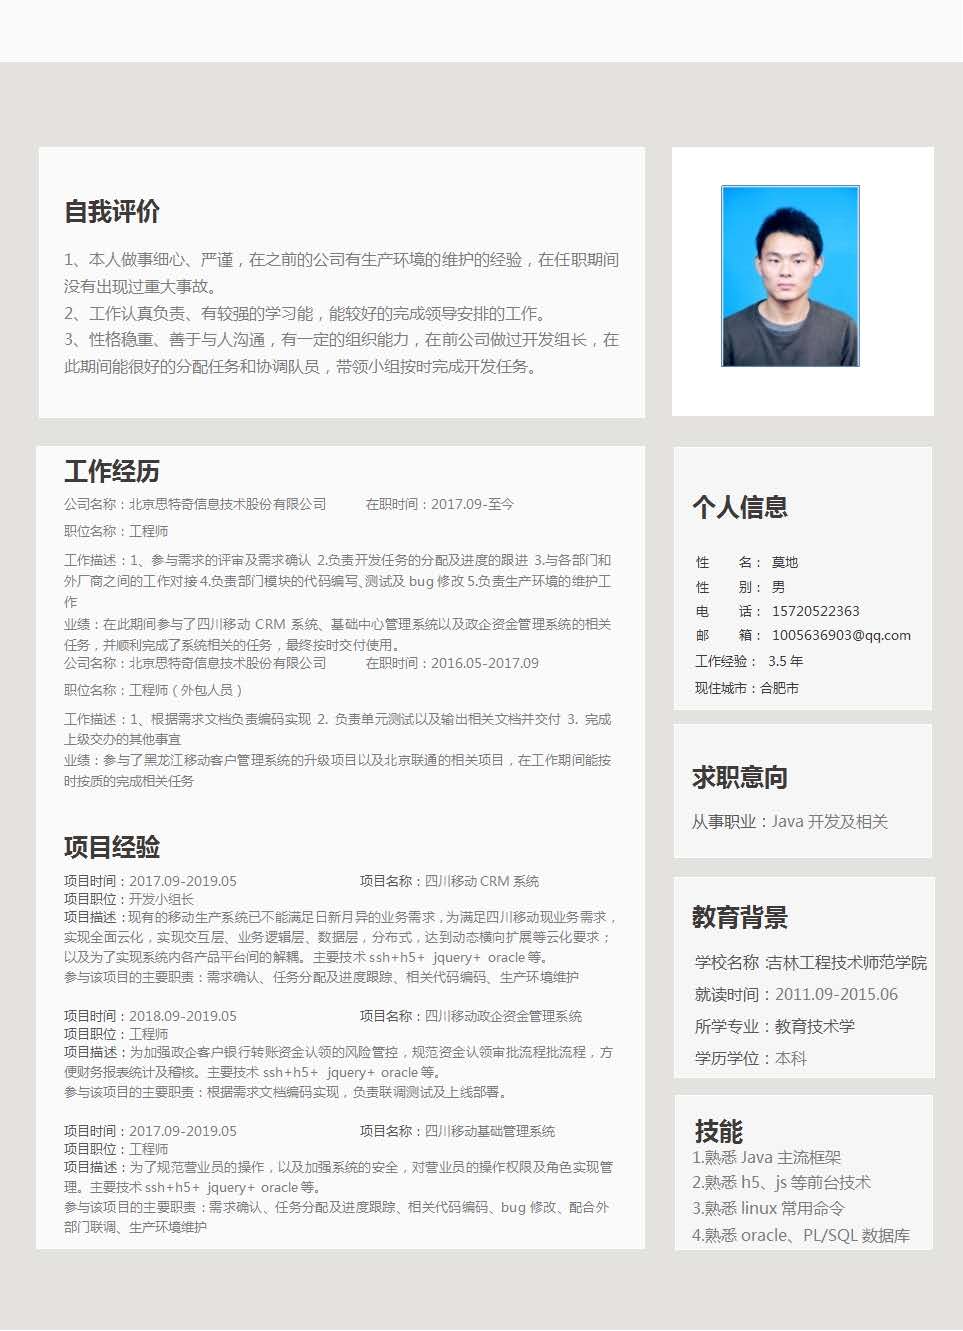 自我评价
1、本人做事细心、严谨，在之前的公司有生产环境的维护的经验，在任职期间
没有出现过重大事故。
2、工作认真负责、有较强的学习能，能较好的完成领导安排的工作。
3、性格稳重、善于与人沟通，有一定的组织能力，在前公司做过开发组长，在
此期间能很好的分配任务和协调队员，带领小组按时完成开发任务。
工作经历
公司名称：北京思特奇信息技术股份有限公司 在职时间：2017.09-至今
职位名称：工程师
工作描述：1、参与需求的评审及需求确认 2.负责开发任务的分配及进度的跟进 3.与各部门和
外厂商之间的工作对接 4.负责部门模块的代码编写、测试及 bug 修改 5.负责生产环境的维护工
作
业绩：在此期间参与了四川移动 CRM 系统、基础中心管理系统以及政企资金管理系统的相关
任务，并顺利完成了系统相关的任务，最终按时交付使用。
公司名称：北京思特奇信息技术股份有限公司 在职时间：2016.05-2017.09
职位名称：工程师（外包人员）
工作描述：1、根据需求文档负责编码实现 2. 负责单元测试以及输出相关文档并交付 3. 完成
上级交办的其他事宜
业绩：参与了黑龙江移动客户管理系统的升级项目以及北京联通的相关项目，在工作期间能按
时按质的完成相关任务
项目经验
项目时间：2017.09-2019.05 项目名称：四川移动 CRM 系统
项目职位：开发小组长
项目描述：现有的移动生产系统已不能满足日新月异的业务需求，为满足四川移动现业务需求，
实现全面云化，实现交互层、业务逻辑层、数据层，分布式，达到动态横向扩展等云化要求；
以及为了实现系统内各产品平台间的解耦。主要技术 ssh+h5+ jquery+ oracle 等。
参与该项目的主要职责：需求确认、任务分配及进度跟踪、相关代码编码、生产环境维护
项目时间：2018.09-2019.05 项目名称：四川移动政企资金管理系统
项目职位：工程师
项目描述：为加强政企客户银行转账资金认领的风险管控，规范资金认领审批流程批流程，方
便财务报表统计及稽核。主要技术 ssh+h5+ jquery+ oracle 等。
参与该项目的主要职责：根据需求文档编码实现，负责联调测试及上线部署。
项目时间：2017.09-2019.05 项目名称：四川移动基础管理系统
项目职位：工程师
项目描述：为了规范营业员的操作，以及加强系统的安全，对营业员的操作权限及角色实现管
理。主要技术 ssh+h5+ jquery+ oracle 等。
参与该项目的主要职责：需求确认、任务分配及进度跟踪、相关代码编码、bug 修改、配合外
部门联调、生产环境维护
个人信息
姓 名： 莫地
性 别： 男
电 话： 15720522363
邮 箱： 1005636903@qq.com
工作经验： 3.5 年
现住城市：合肥市
求职意向
从事职业：Java 开发及相关
教育背景
学校名称：吉林工程技术师范学院
就读时间：2011.09-2015.06
所学专业：教育技术学
学历学位：本科
技能
1.熟悉 Java 主流框架
2.熟悉 h5、js 等前台技术
3.熟悉 linux 常用命令
4.熟悉 oracle、PL/SQL 数据库